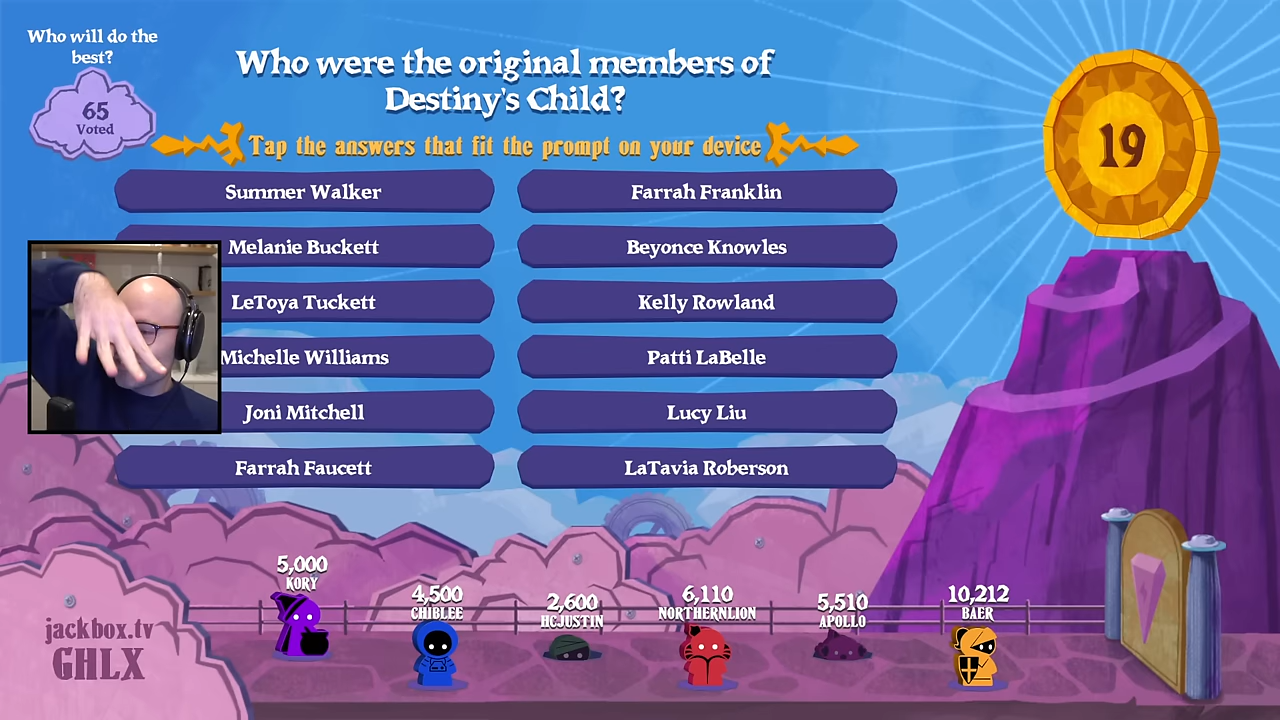 Who will do the
best?
65
Voted
Who were the original members of
Destiny's Child?
Tap the answers that fit the prompt on your device
19
Summer Walker
Farrah Franklin
Melanie Buckett
Beyonce Knowles
LeToya Tuckett
Kelly Rowland
Michelle Williams
Patti LaBelle
Joni Mitchell
Lucy Liu
Farrah Faucett
LaTavia Roberson
5,000
KORY
4,500
CHIBLEE
2,600
HCJUSTIN
6,110
NORTHERNLION
5,510
APOLLO
10,212
BAER
jackbox.tv
GHLX